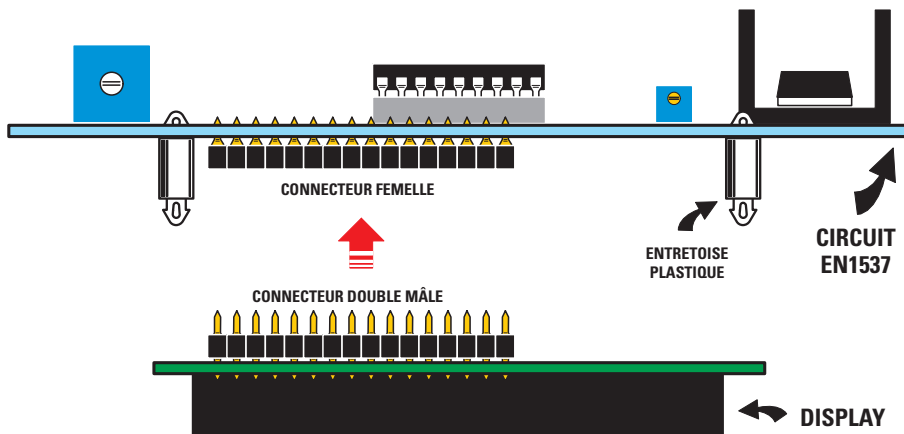 CONNECTEUR FEMELLE
ENTRETOISE
PLASTIQUE
CIRCUIT
EN1537
CONNECTEUR DOUBLE MÂLE
DISPLAY